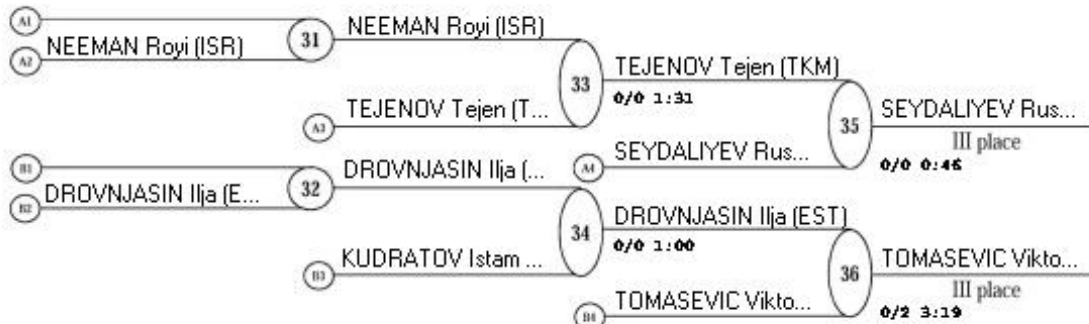 A1
NEEMAN Royi (ISR)
A2
31
NEEMAN Royi (ISR)
TEJENOV Tejen (T...
A3
33
TEJENOV Tejen (TKM)
0/0 1:31
SEYDALIYEV Rus...
A4
35
SEYDALIYEV Rus...
III place
0/0 0:46
B1
DROVNJASIN Ilja (E...
B2
32
DROVNJASIN Ilja (...
KUDRATOV Istam ...
B3
34
DROVNJASIN Ilja (EST)
0/0 1:00
TOMASEVIC Vikto...
B4
36
TOMASEVIC Vikto...
III place
0/2 3:19